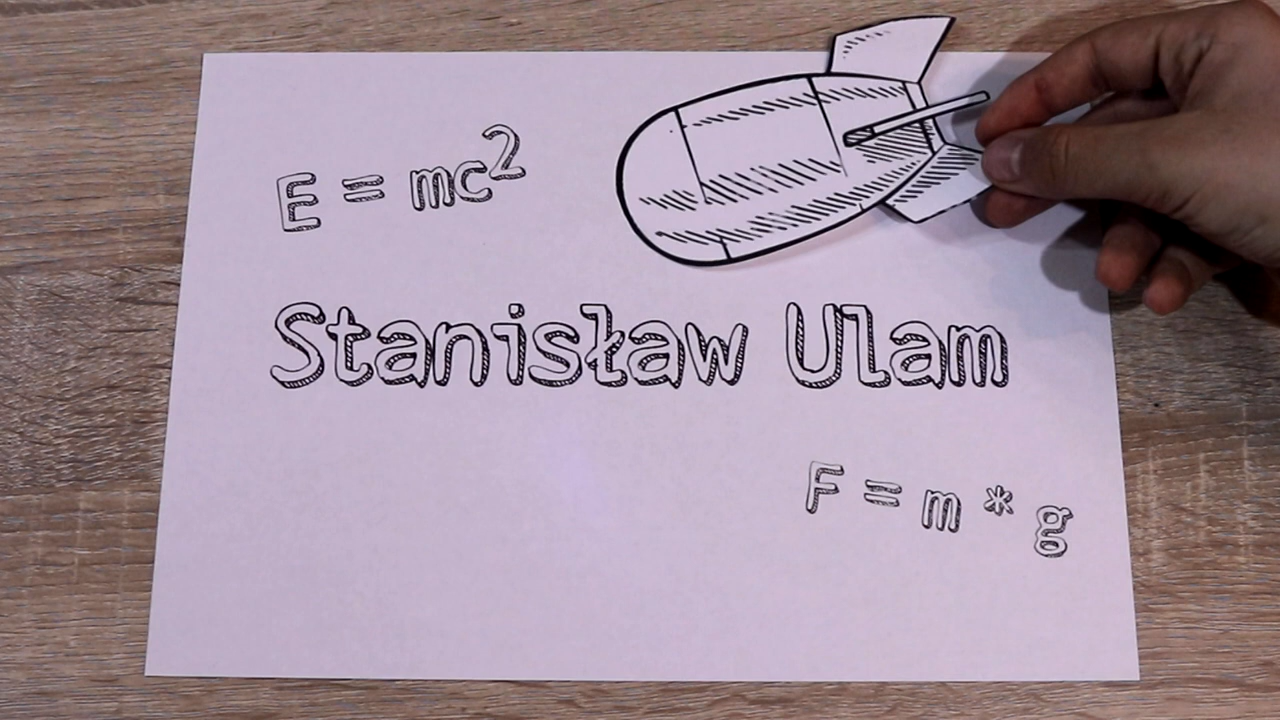 E = mc²
Stanisław Ulam
F = m * g